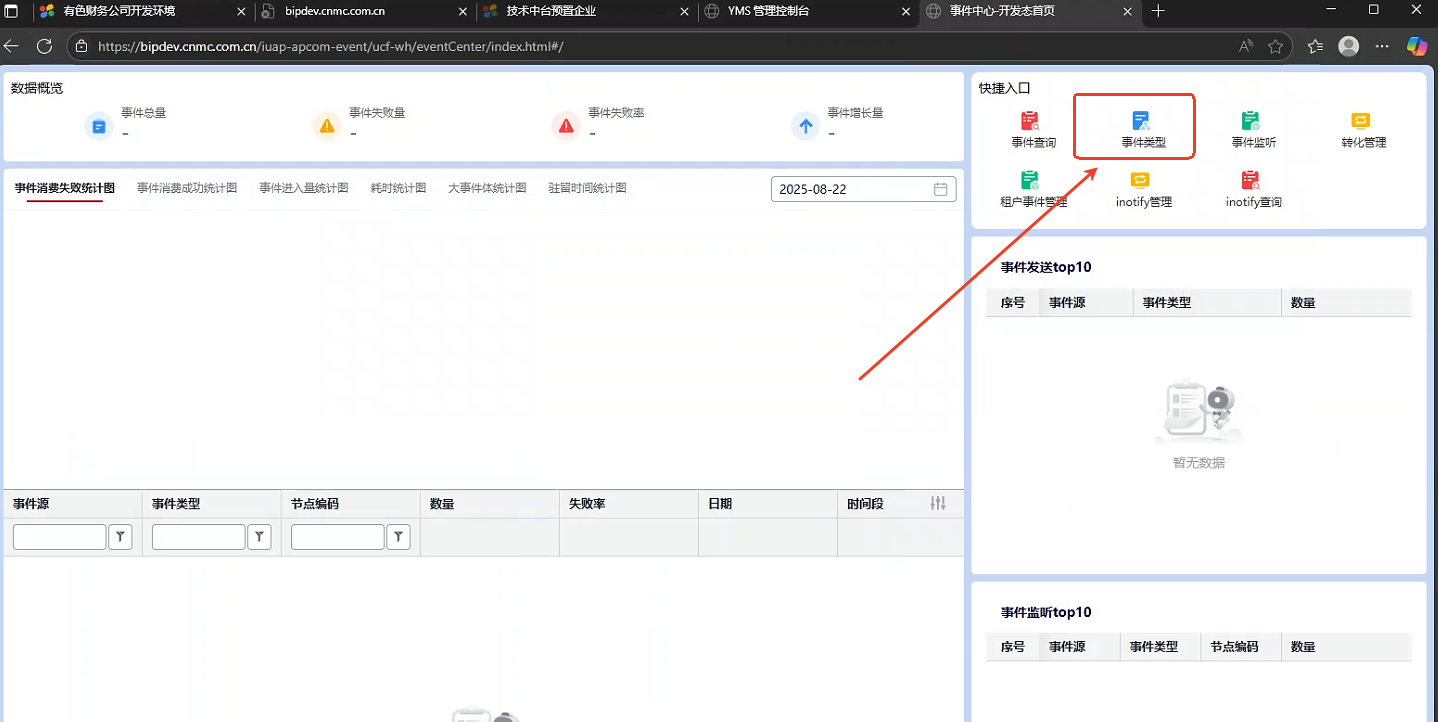 有色财务公司开发环境
bipdev.cnmc.com.cn
技术中台预置企业
YMS 管理控制台
事件中心-开发态首页
https://bipdev.cnmc.com.cn/iuap-apcom-event/ucf-wh/eventCenter/index.html#/
数据概览
事件总量
-
事件失败量
-
事件失败率
-
事件增长量
-
事件消费失败统计图 事件消费成功统计图 事件进入量统计图 耗时统计图 大事件体统计图 驻留时间统计图
2025-08-22
事件源 事件类型 节点编码 数量 失败率 日期 时间段
快捷入口
事件查询 事件类型 事件监听 转化管理
租户事件管理 inotify管理 inotify查询
事件发送top10
序号 事件源 事件类型 数量
暂无数据
事件监听top10
序号 事件源 事件类型 节点编码 数量